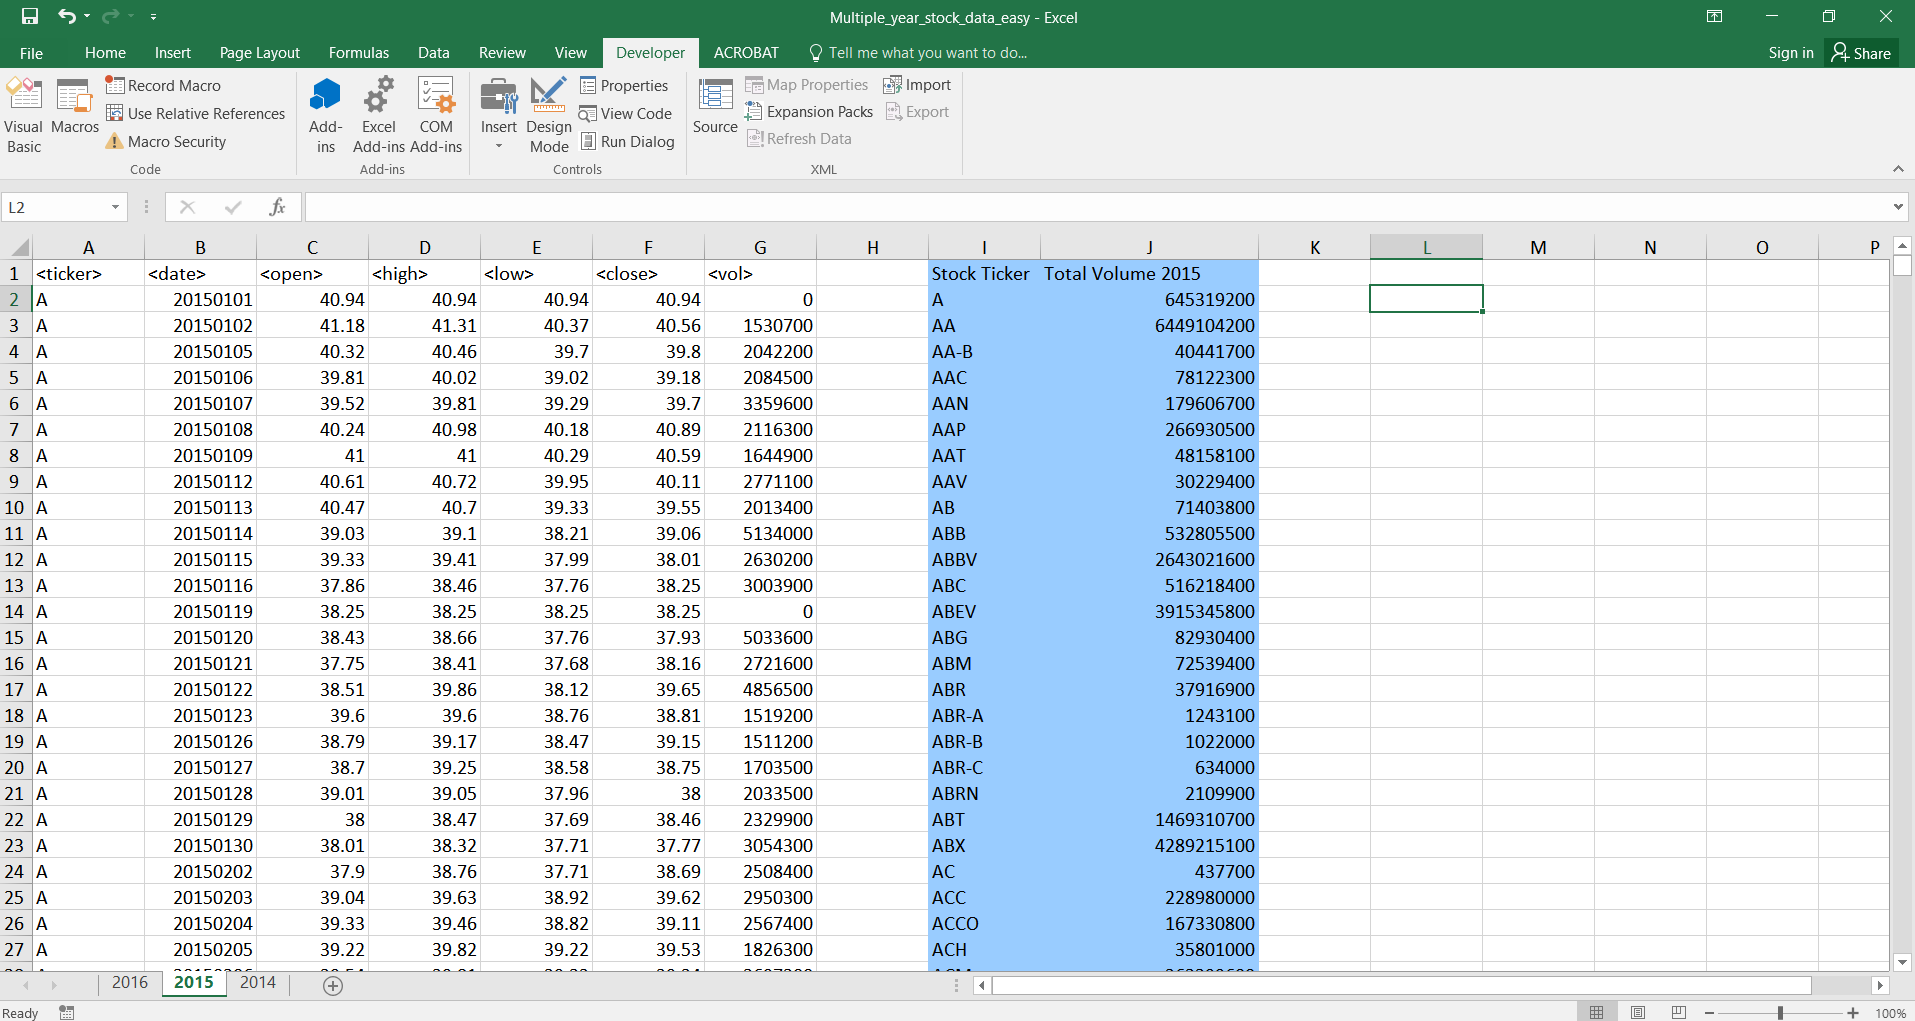 Multiple_year_stock_data_easy - Excel
File Home Insert Page Layout Formulas Data Review View Developer ACROBAT Tell me what you want to do... Sign in Share
Visual Basic
Macros
Record Macro
Use Relative References
Macro Security
Code
Add-ins
Excel Add-ins
COM Add-ins
Add-ins
Insert
Design Mode
Properties
View Code
Run Dialog
Controls
Source
Map Properties
Expansion Packs
Refresh Data
Import
Export
XML
L2 fx
A B C D E F G H I J K L M N O P
1 <ticker> <date> <open> <high> <low> <close> <vol> Stock Ticker Total Volume 2015
2 A 20150101 40.94 40.94 40.94 40.94 0 A 645319200
3 A 20150102 41.18 41.31 40.37 40.56 1530700 AA 6449104200
4 A 20150105 40.32 40.46 39.7 39.8 2042200 AA-B 40441700
5 A 20150106 39.81 40.02 39.02 39.18 2084500 AAC 78122300
6 A 20150107 39.52 39.81 39.29 39.7 3359600 AAN 179606700
7 A 20150108 40.24 40.98 40.18 40.89 2116300 AAP 266930500
8 A 20150109 41 41 40.29 40.59 1644900 AAT 48158100
9 A 20150112 40.61 40.72 39.95 40.11 2771100 AAV 30229400
10 A 20150113 40.47 40.7 39.33 39.55 2013400 AB 71403800
11 A 20150114 39.03 39.1 38.21 39.06 5134000 ABB 532805500
12 A 20150115 39.33 39.41 37.99 38.01 2630200 ABBV 2643021600
13 A 20150116 37.86 38.46 37.76 38.25 3003900 ABC 516218400
14 A 20150119 38.25 38.25 38.25 38.25 0 ABEV 3915345800
15 A 20150120 38.43 38.66 37.76 37.93 5033600 ABG 82930400
16 A 20150121 37.75 38.41 37.68 38.16 2721600 ABM 72539400
17 A 20150122 38.51 39.86 38.12 39.65 4856500 ABR 37916900
18 A 20150123 39.6 39.6 38.76 38.81 1519200 ABR-A 1243100
19 A 20150126 38.79 39.17 38.47 39.15 1511200 ABR-B 1022000
20 A 20150127 38.7 39.25 38.58 38.75 1703500 ABR-C 634000
21 A 20150128 39.01 39.05 37.96 38 2033500 ABRN 2109900
22 A 20150129 38 38.47 37.69 38.46 2329900 ABT 1469310700
23 A 20150130 38.01 38.32 37.71 37.77 3054300 ABX 4289215100
24 A 20150202 37.9 38.76 37.71 38.69 2508400 AC 437700
25 A 20150203 39.04 39.63 38.92 39.62 2950300 ACC 228980000
26 A 20150204 39.33 39.46 38.82 39.11 2567400 ACCO 167330800
27 A 20150205 39.22 39.82 39.22 39.53 1826300 ACH 35801000
2016 2015 2014
Ready 100%